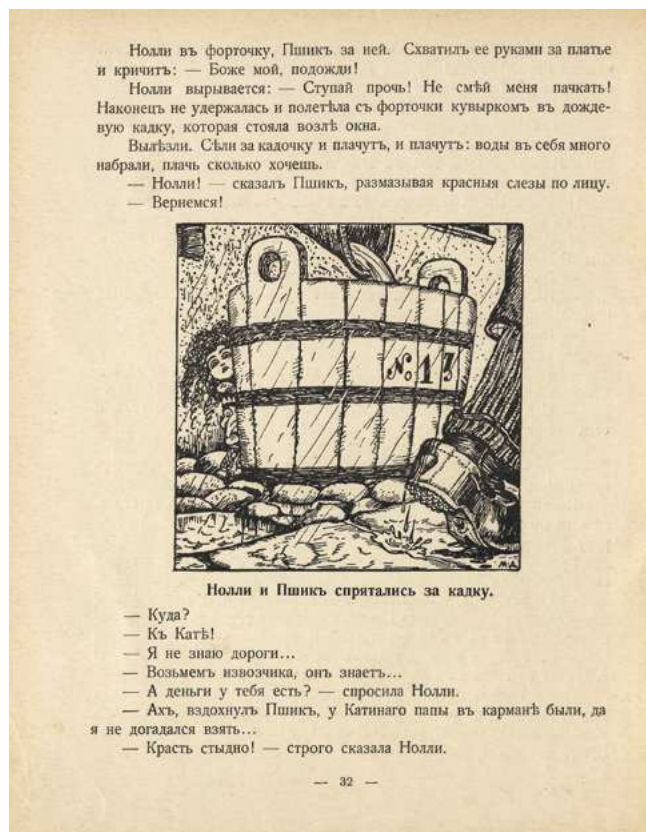 Нолли въ форточку, Пшикъ за ней. Схватилъ ее руками за платье
и кричитъ: — Боже мой, подожди!
Нолли вырывается: — Ступай прочь! Не смѣй меня пачкать!
Наконецъ не удержалась и полетѣла съ форточки кувыркомъ въ дожде-
вую кадку, которая стояла возлѣ окна.
Вылѣзли. Сѣли за кадочку и плачутъ, и плачутъ: воды въ себя много
набрали, плачь сколько хочешь.
— Нолли! — сказалъ Пшикъ, размазывая красныя слезы по лицу.
— Вернемся!
№ 17
МД
Нолли и Пшикъ спрятались за кадку.
— Куда?
— Къ Катѣ!
— Я не знаю дороги...
— Возьмемъ извозчика, онъ знаетъ...
— А деньги у тебя есть? — спросила Нолли.
— Ахъ, вздохнулъ Пшикъ, у Катинаго папы въ карманѣ были, да
я не догадался взять...
— Красть стыдно! — строго сказала Нолли.
— 32 —